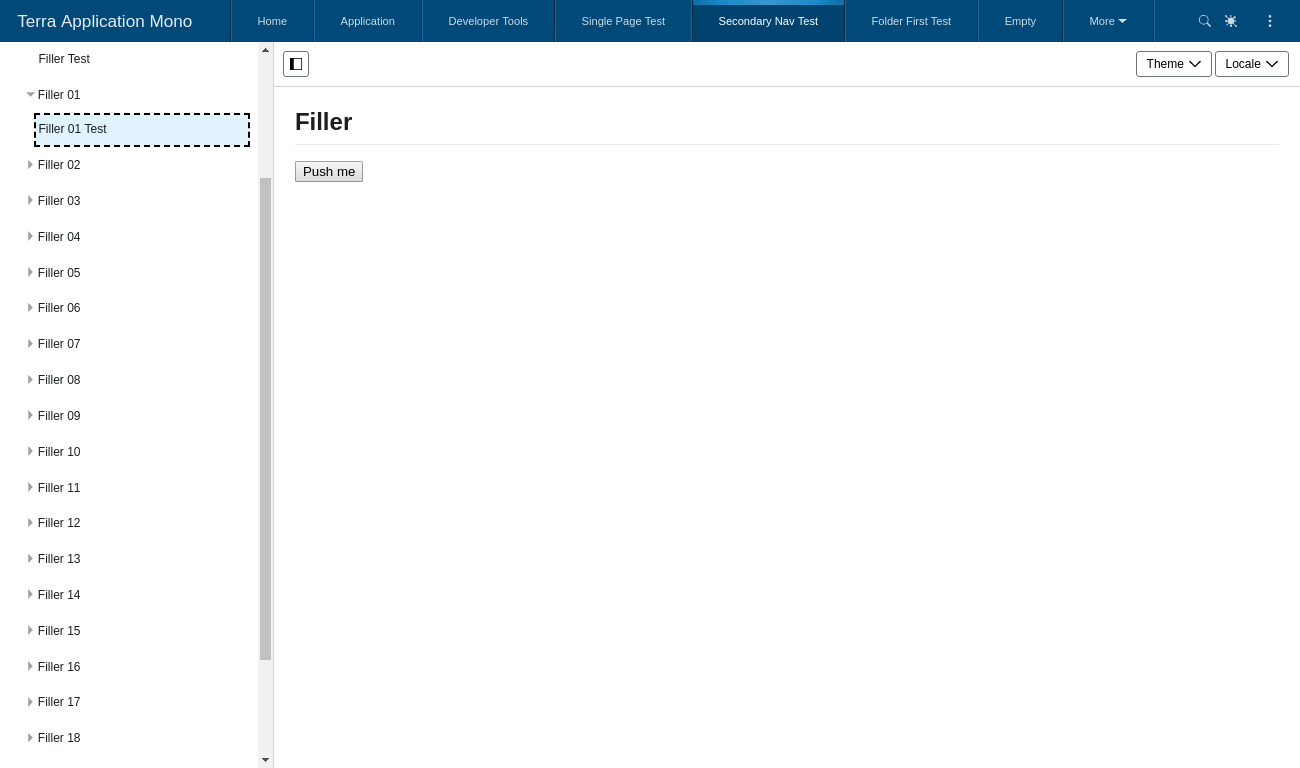 Terra Application Mono
Home
Application
Developer Tools
Single Page Test
Secondary Nav Test
Folder First Test
Empty
More
Filler Test
Filler 01
Filler 01 Test
Filler 02
Filler 03
Filler 04
Filler 05
Filler 06
Filler 07
Filler 08
Filler 09
Filler 10
Filler 11
Filler 12
Filler 13
Filler 14
Filler 15
Filler 16
Filler 17
Filler 18
Theme
Locale
Filler
Push me